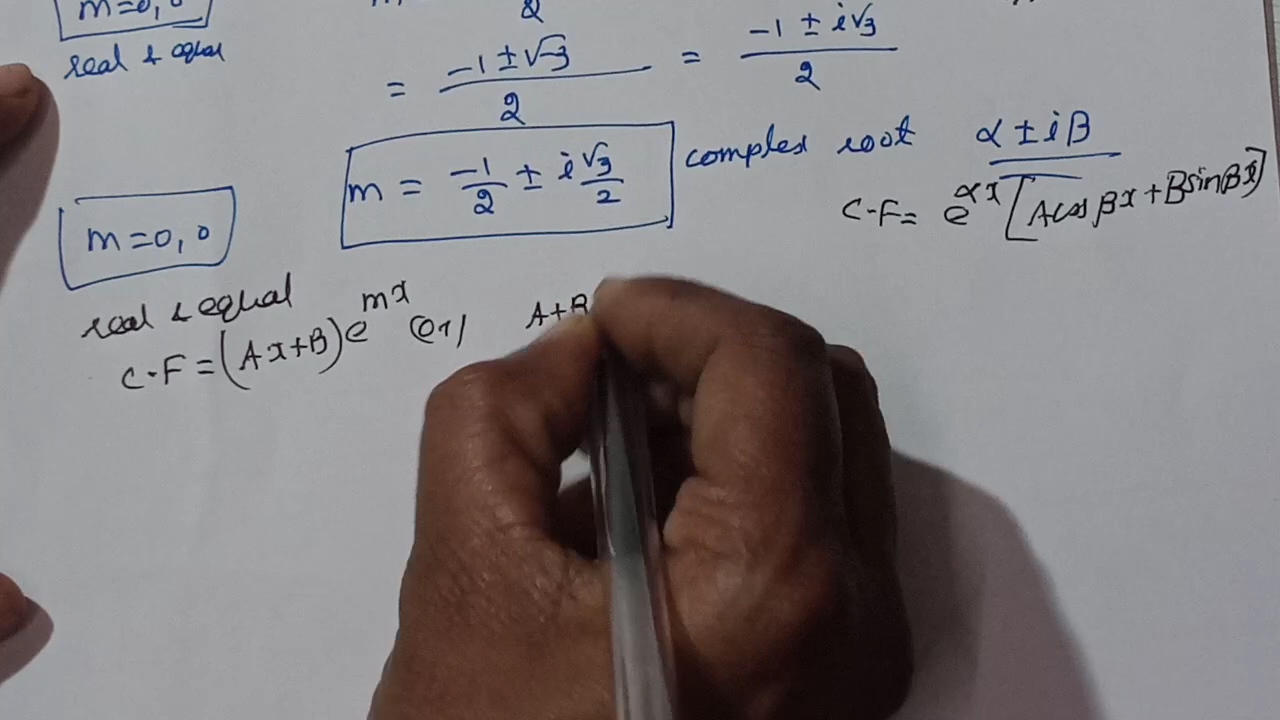 m=0,0
real & equal
2
= -1 ± √-3 / 2 = -1 ± i√3 / 2
m = -1/2 ± i √3/2 complex root α ± iβ
C.F = e^αx [A cos βx + B sin βx]
m = 0, 0
real & equal
C.F = (Ax+B) e^mx (or) A+B